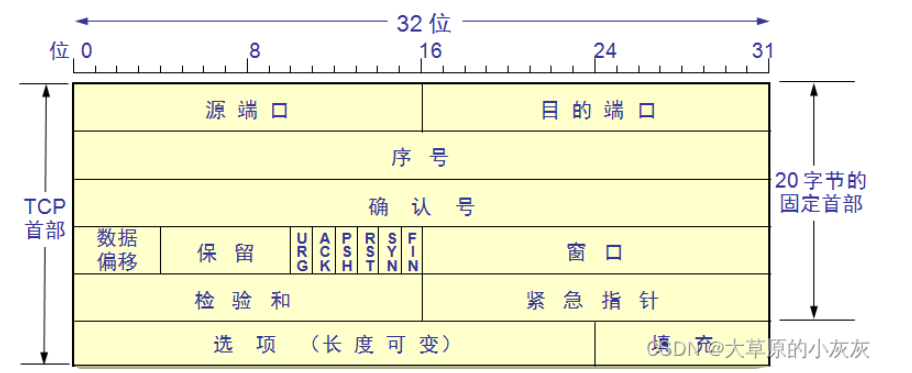 32 位
位 0 8 16 24 31
源 端 口 目 的 端 口
序 号
TCP
首部
确 认 号
20 字节的
固定首部
数据
偏移
保 留
URG
ACK
PSH
RST
SYN
FIN
窗 口
检 验 和 紧 急 指 针
选 项 (长 度 可 变) 填 充
CSDN @大草原的小灰灰